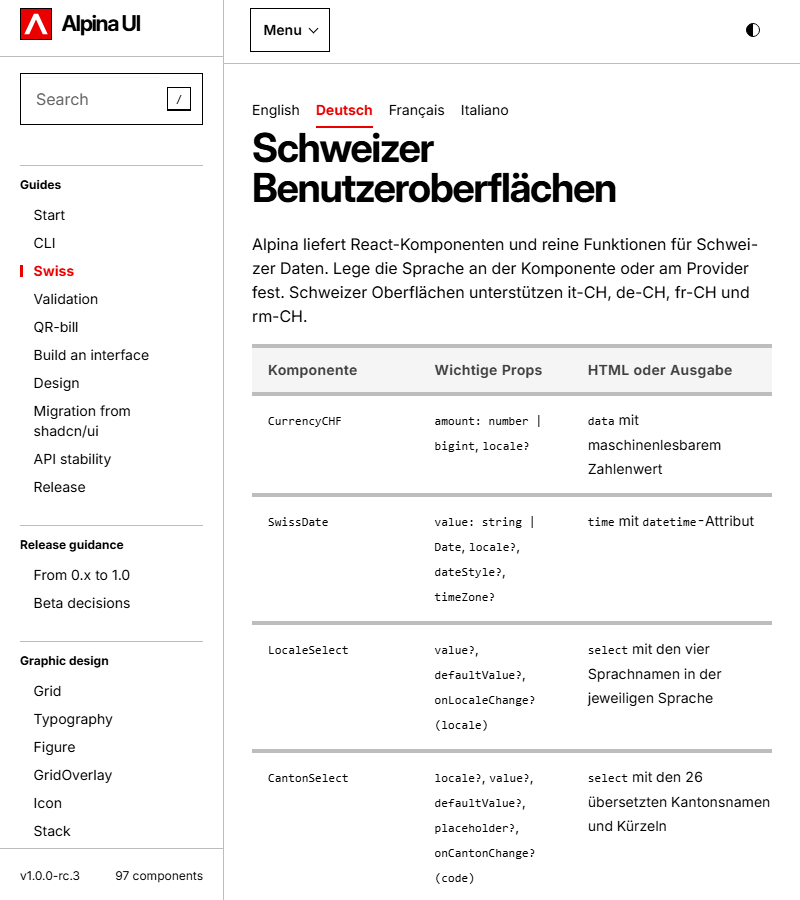 Alpina UI
Menu
Search
/
Guides
Start
CLI
Swiss
Validation
QR-bill
Build an interface
Design
Migration from
shadcn/ui
API stability
Release
Release guidance
From 0.x to 1.0
Beta decisions
Graphic design
Grid
Typography
Figure
GridOverlay
Icon
Stack
v1.0.0-rc.3 97 components
English Deutsch Français Italiano
Schweizer
Benutzeroberflächen
Alpina liefert React-Komponenten und reine Funktionen für Schwei-
zer Daten. Lege die Sprache an der Komponente oder am Provider
fest. Schweizer Oberflächen unterstützen it-CH, de-CH, fr-CH und
rm-CH.
Komponente Wichtige Props HTML oder Ausgabe
CurrencyCHF
amount: number |
bigint, locale?
data mit
maschinenlesbarem
Zahlenwert
SwissDate
value: string |
Date, locale?,
dateStyle?,
timeZone?
time mit datetime-Attribut
LocaleSelect
value?,
defaultValue?,
onLocaleChange?
(locale)
select mit den vier
Sprachnamen in der
jeweiligen Sprache
CantonSelect
locale?, value?,
defaultValue?,
placeholder?,
onCantonChange?
(code)
select mit den 26
übersetzten Kantonsnamen
und Kürzeln